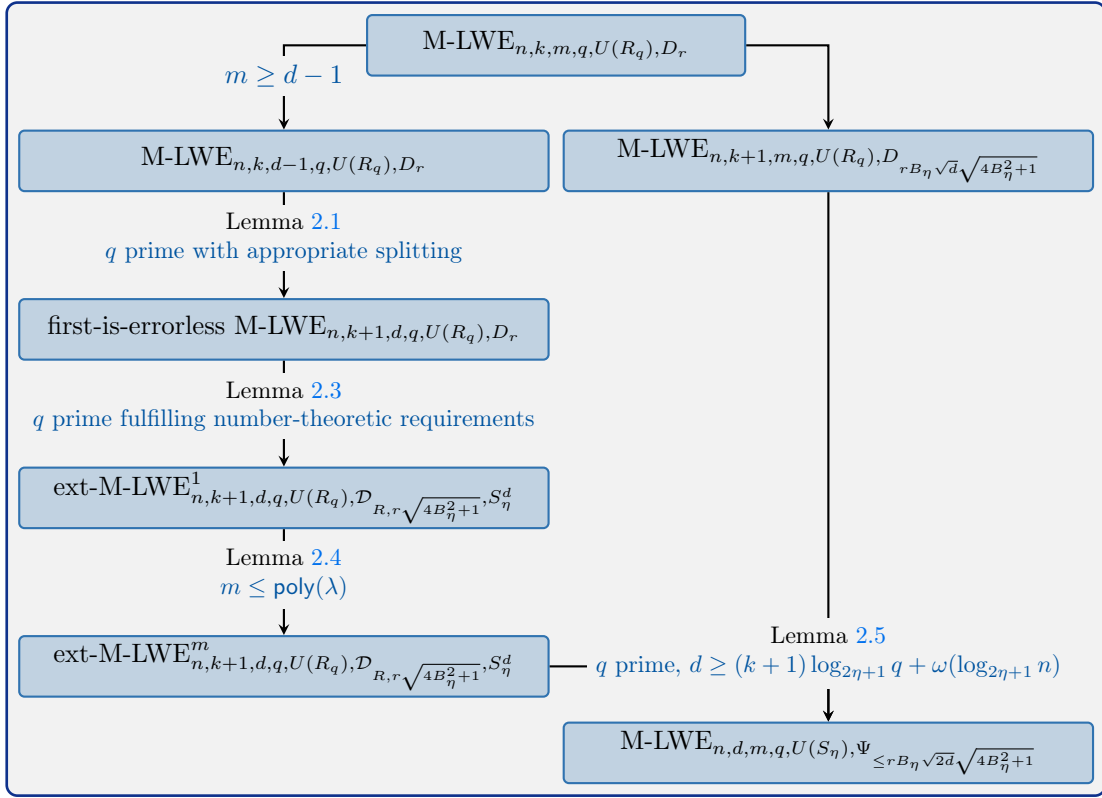 M-LWE_{n,k,m,q,U(R_q),D_r}
m ≥ d − 1
M-LWE_{n,k,d−1,q,U(R_q),D_r}
M-LWE_{n,k+1,m,q,U(R_q),D_{rB_η√d√(4B_η^2+1)}}
Lemma 2.1
q prime with appropriate splitting
first-is-errorless M-LWE_{n,k+1,d,q,U(R_q),D_r}
Lemma 2.3
q prime fulfilling number-theoretic requirements
ext-M-LWE^1_{n,k+1,d,q,U(R_q),𝒟_{R,r√(4B_η^2+1)},S_η^d}
Lemma 2.4
m ≤ poly(λ)
ext-M-LWE^m_{n,k+1,d,q,U(R_q),𝒟_{R,r√(4B_η^2+1)},S_η^d}
Lemma 2.5
q prime, d ≥ (k + 1) log_{2η+1} q + ω(log_{2η+1} n)
M-LWE_{n,d,m,q,U(S_η),Ψ_{≤rB_η√(2d)√(4B_η^2+1)}}